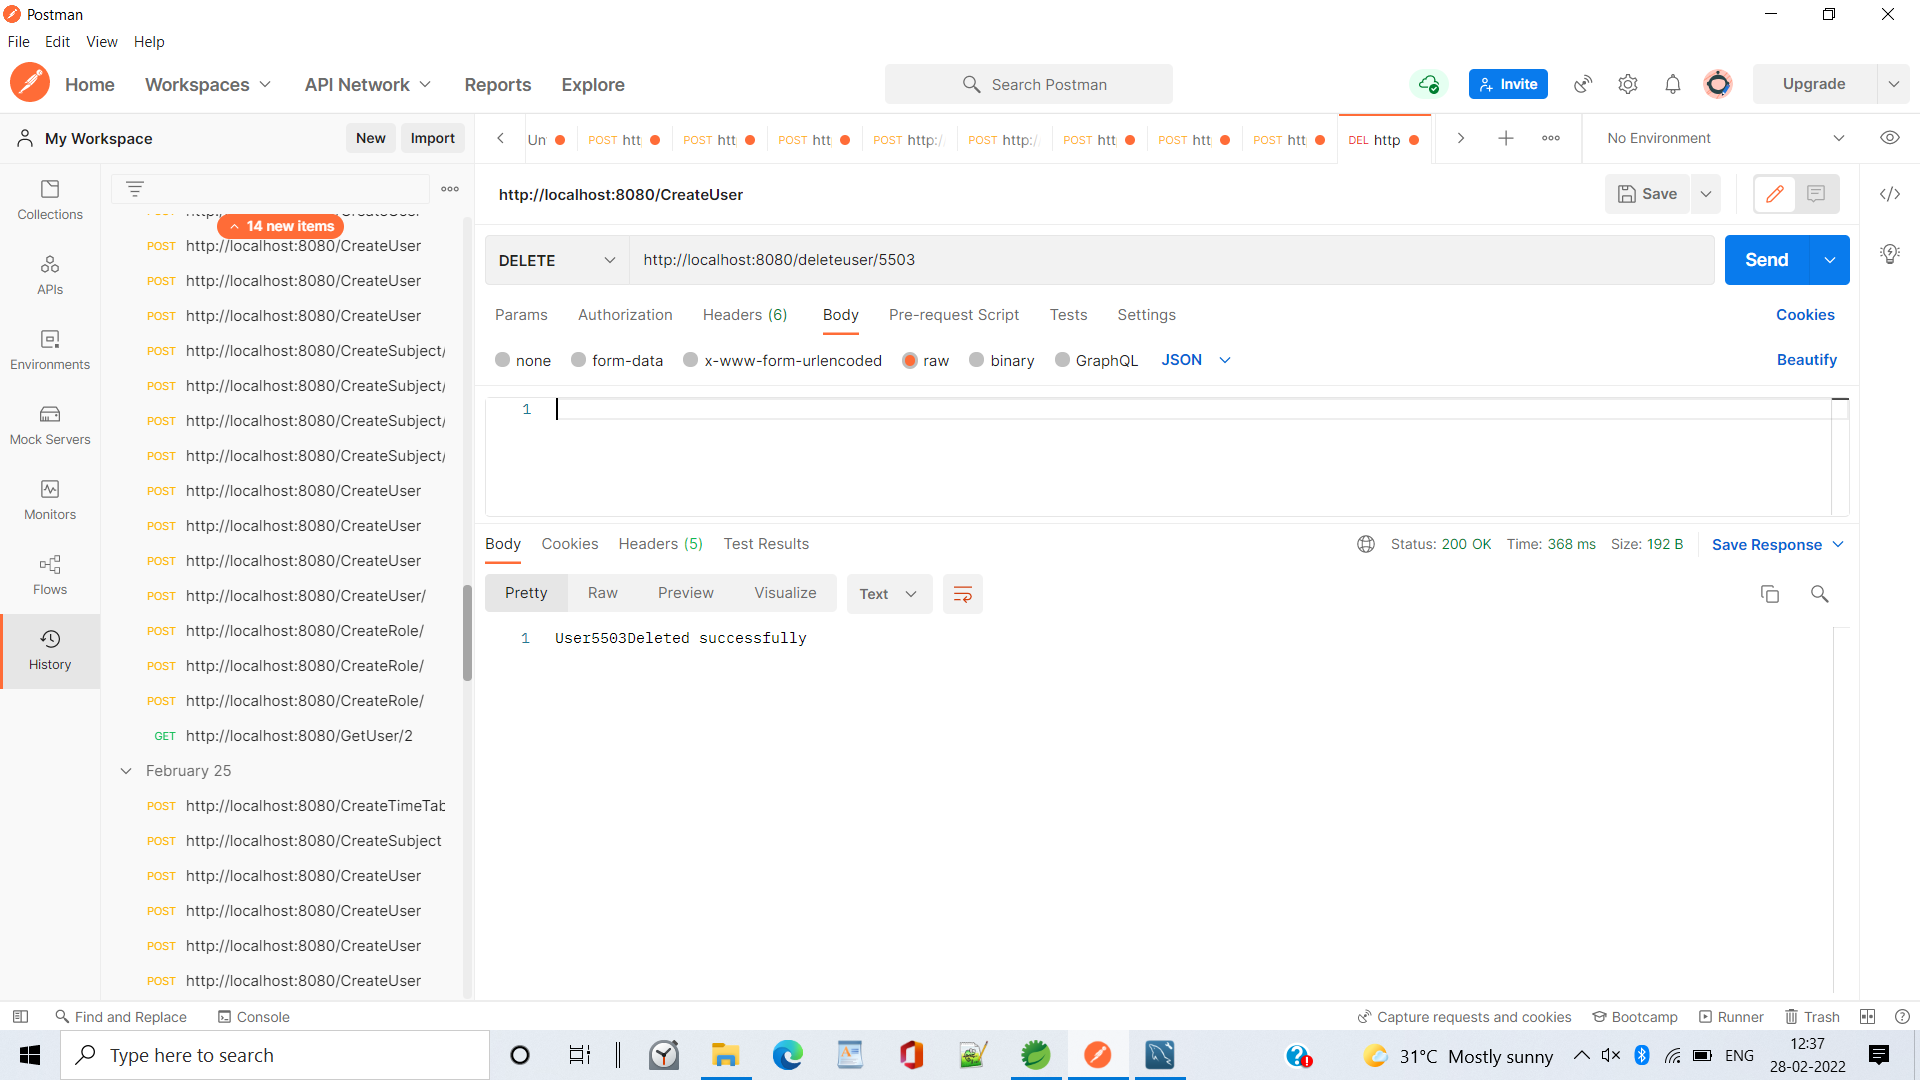 Postman
File Edit View Help
Home Workspaces API Network Reports Explore Search Postman Invite Upgrade
My Workspace New Import Un POST htt POST htt POST htt POST http:/ POST http:/ POST htt POST htt POST htt DEL http No Environment
http://localhost:8080/CreateUser Save
14 new items
DELETE http://localhost:8080/deleteuser/5503 Send
Params Authorization Headers (6) Body Pre-request Script Tests Settings Cookies
none form-data x-www-form-urlencoded raw binary GraphQL JSON Beautify
1
Body Cookies Headers (5) Test Results Status: 200 OK Time: 368 ms Size: 192 B Save Response
Pretty Raw Preview Visualize Text
1 User5503Deleted successfully
Collections
APIs
Environments
Mock Servers
Monitors
Flows
History
POST http://localhost:8080/CreateUser
POST http://localhost:8080/CreateUser
POST http://localhost:8080/CreateUser
POST http://localhost:8080/CreateSubject/
POST http://localhost:8080/CreateSubject/
POST http://localhost:8080/CreateSubject/
POST http://localhost:8080/CreateSubject/
POST http://localhost:8080/CreateUser
POST http://localhost:8080/CreateUser
POST http://localhost:8080/CreateUser
POST http://localhost:8080/CreateUser/
POST http://localhost:8080/CreateRole/
POST http://localhost:8080/CreateRole/
POST http://localhost:8080/CreateRole/
GET http://localhost:8080/GetUser/2
February 25
POST http://localhost:8080/CreateTimeTab
POST http://localhost:8080/CreateSubject
POST http://localhost:8080/CreateUser
POST http://localhost:8080/CreateUser
POST http://localhost:8080/CreateUser
POST http://localhost:8080/CreateUser
Find and Replace Console Capture requests and cookies Bootcamp Runner Trash
Type here to search 31°C Mostly sunny ENG 12:37
28-02-2022